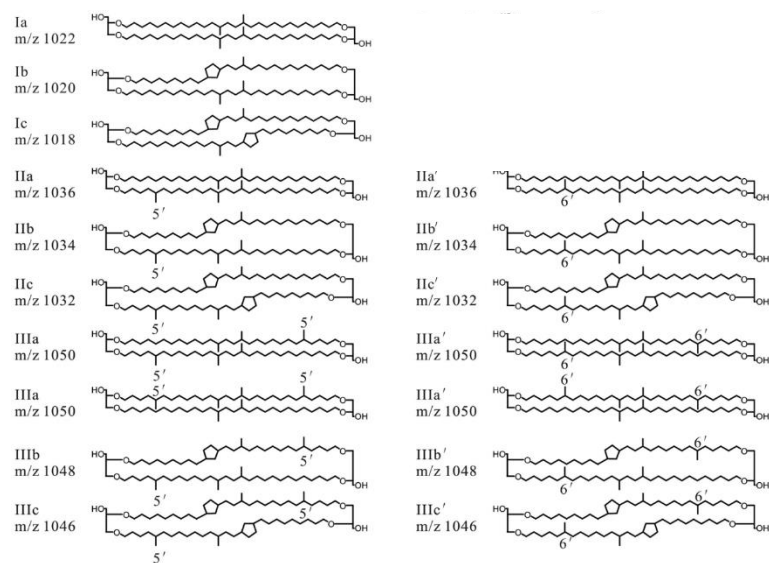 Ia
m/z 1022
HO
O
O
O
O
OH
Ib
m/z 1020
HO
O
O
O
O
OH
Ic
m/z 1018
HO
O
O
O
O
OH
IIa
m/z 1036
HO
O
O
O
O
OH
5′
IIb
m/z 1034
HO
O
O
O
O
OH
5′
IIc
m/z 1032
HO
O
O
O
O
OH
5′
IIIa
m/z 1050
HO
O
O
O
O
OH
5′
5′
IIIa
m/z 1050
HO
O
O
O
O
OH
5′
5′
IIIb
m/z 1048
HO
O
O
O
O
OH
5′
5′
IIIc
m/z 1046
HO
O
O
O
O
OH
5′
5′
IIa′
m/z 1036
HO
O
O
O
O
OH
6′
IIb′
m/z 1034
HO
O
O
O
O
OH
6′
IIc′
m/z 1032
HO
O
O
O
O
OH
6′
IIIa′
m/z 1050
HO
O
O
O
O
OH
6′
6′
IIIa′
m/z 1050
HO
O
O
O
O
OH
6′
6′
IIIb′
m/z 1048
HO
O
O
O
O
OH
6′
6′
IIIc′
m/z 1046
HO
O
O
O
O
OH
6′
6′